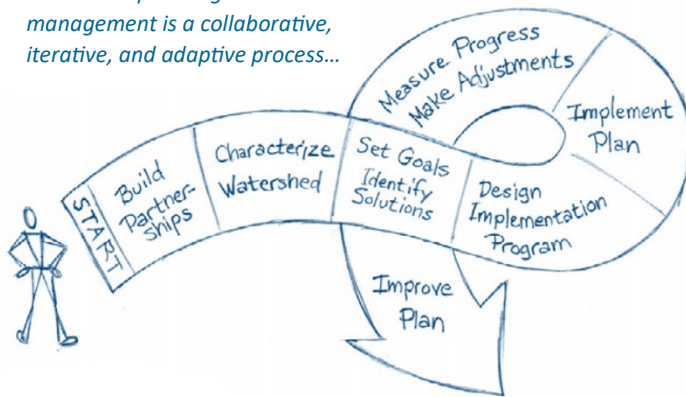 management is a collaborative,
iterative, and adaptive process…
START
Build
Partner-
ships
Characterize
Watershed
Set Goals
Identify
Solutions
Design
Implementation
Program
Implement
Plan
Measure Progress
Make Adjustments
Improve
Plan